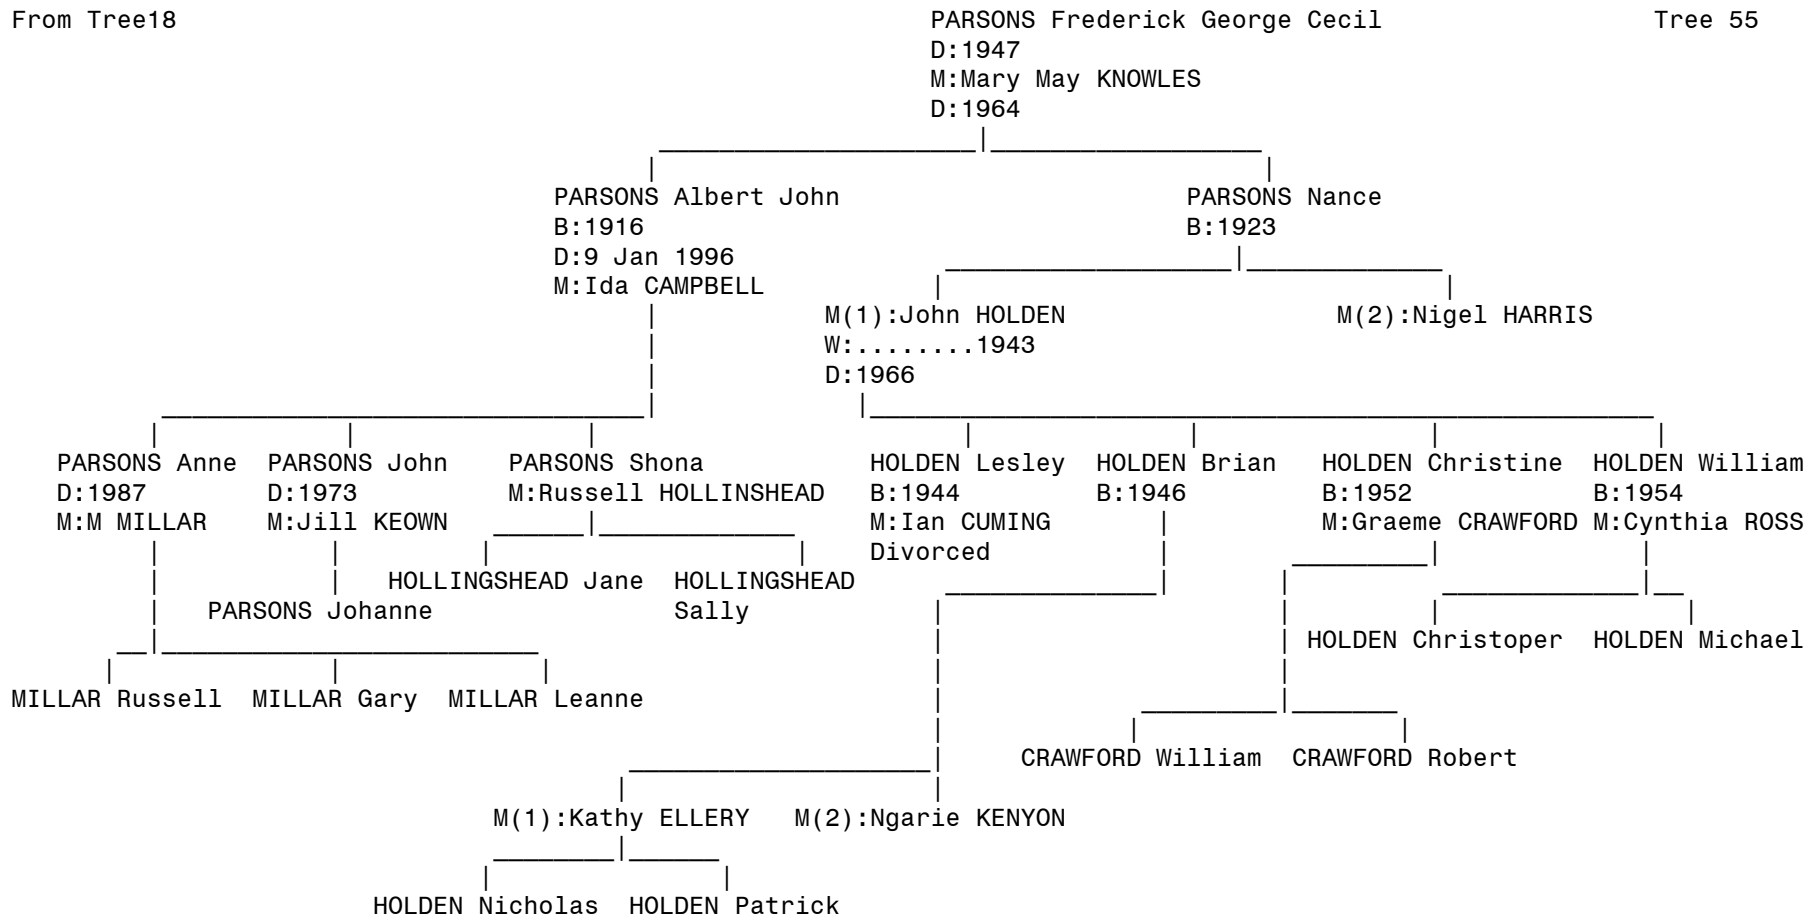 From Tree18 PARSONS Frederick George Cecil Tree 55
D:1947
M:Mary May KNOWLES
D:1964
PARSONS Albert John PARSONS Nance
B:1916 B:1923
D:9 Jan 1996
M:Ida CAMPBELL
M(1):John HOLDEN M(2):Nigel HARRIS
W:........1943
D:1966
PARSONS Anne PARSONS John PARSONS Shona HOLDEN Lesley HOLDEN Brian HOLDEN Christine HOLDEN William
D:1987 D:1973 M:Russell HOLLINSHEAD B:1944 B:1946 B:1952 B:1954
M:M MILLAR M:Jill KEOWN M:Ian CUMING M:Graeme CRAWFORD M:Cynthia ROSS
Divorced
HOLLINGSHEAD Jane HOLLINGSHEAD
PARSONS Johanne Sally
HOLDEN Christoper HOLDEN Michael
MILLAR Russell MILLAR Gary MILLAR Leanne
CRAWFORD William CRAWFORD Robert
M(1):Kathy ELLERY M(2):Ngarie KENYON
HOLDEN Nicholas HOLDEN Patrick